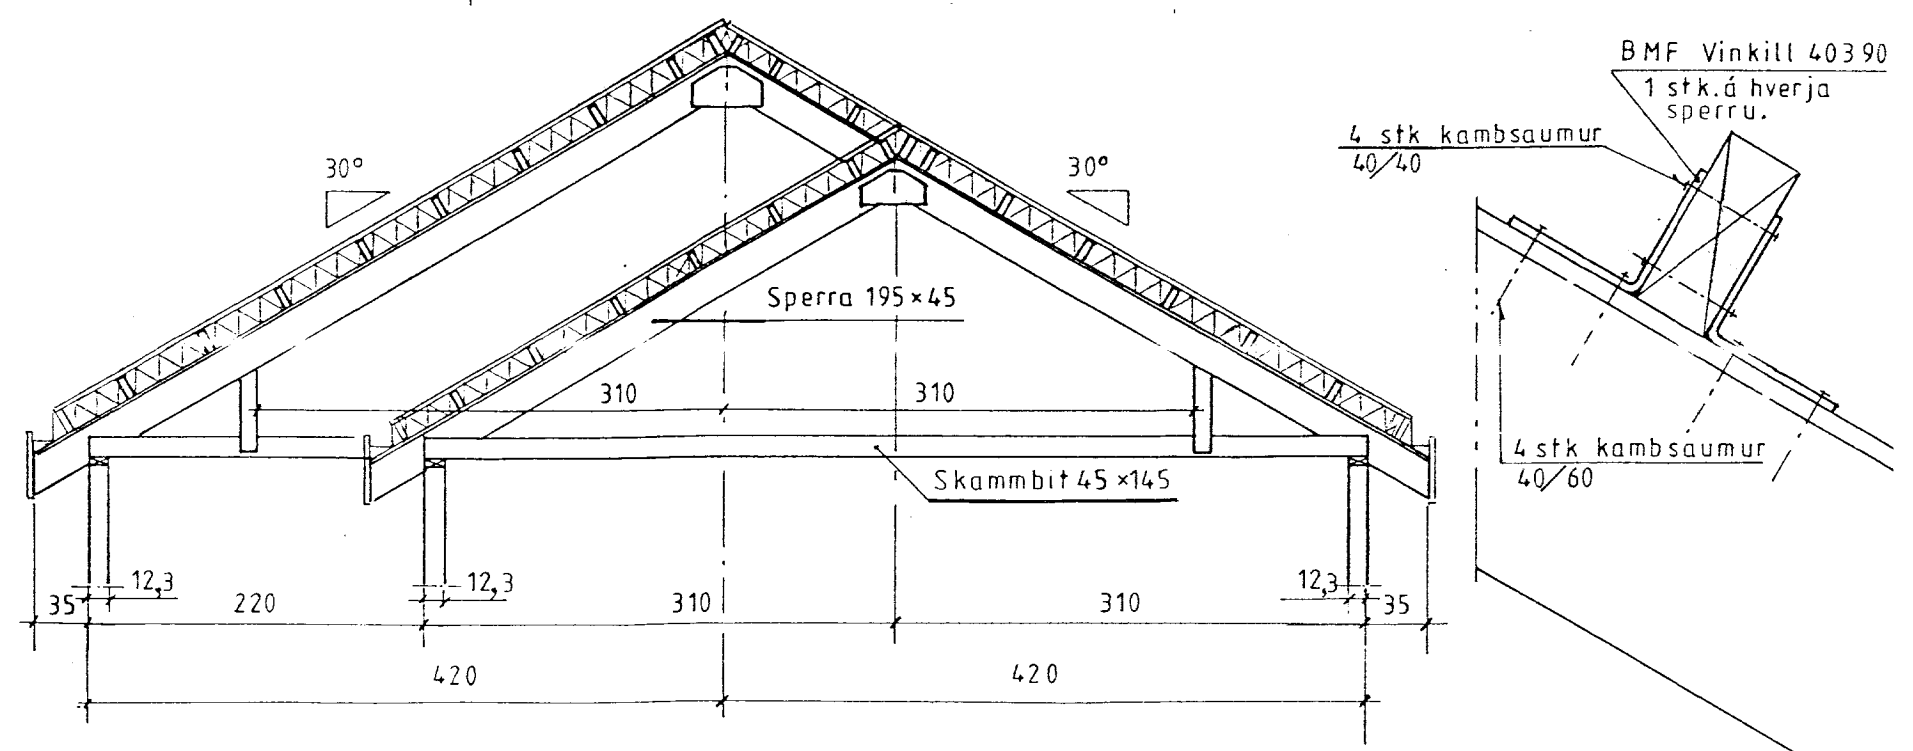 BMF Vinkill 40390
1 stk.á hverja
sperru.
4 stk kambsaumur
40/40
30°
30°
Sperra 195×45
310
310
Skammbit 45×145
4 stk kambsaumur
40/60
12,3
12,3
12,3
35
220
310
310
35
420
420